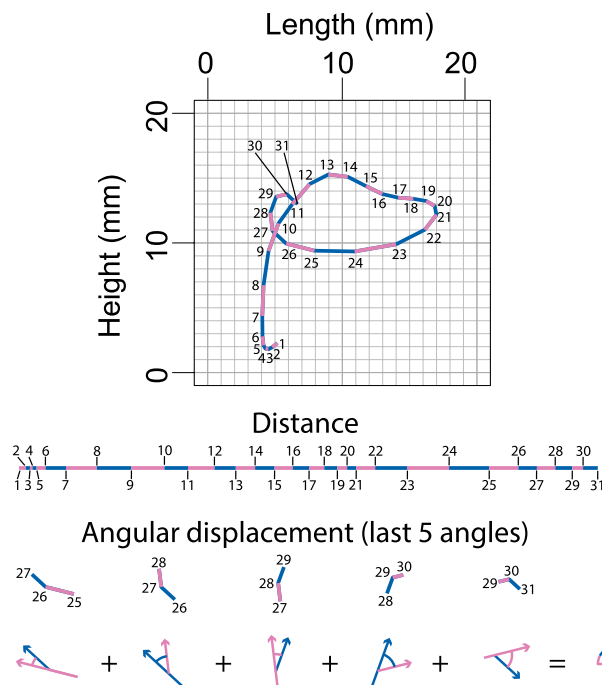 Length (mm)
0 10 20
20
10
0
Height (mm)
30 31
12 13 14 15 16 17 18 19 20 21 22
29 28 27 11 10 9 26 25 24 23
8 7 6 5 4 3 2 1
Distance
2 4 6 8 10 12 14 16 18 20 22 24 26 28 30
1 3 5 7 9 11 13 15 17 19 21 23 25 27 29 31
Angular displacement (last 5 angles)
27 26 25
28 27 26
29 28 27
29 30 28
29 30 31
+ + + + =